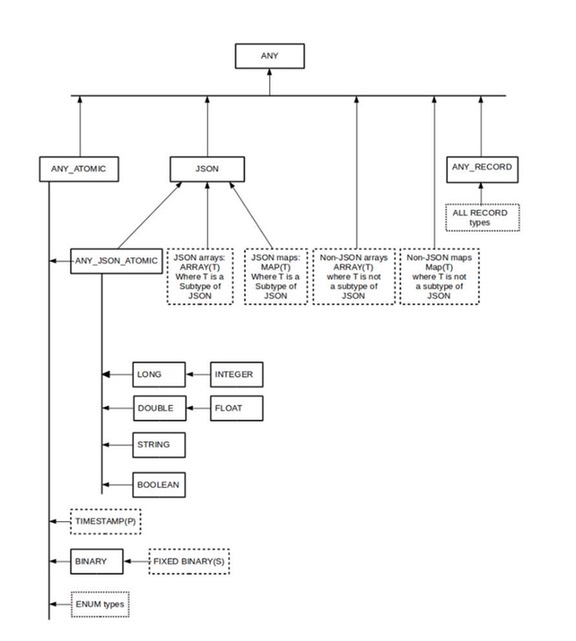 ANY
ANY_ATOMIC
JSON
ANY_RECORD
ALL RECORD
types
ANY_JSON_ATOMIC
JSON arrays:
ARRAY(T)
Where T is a
Subtype of
JSON
JSON maps:
MAP(T)
Where T is a
Subtype of
JSON
Non-JSON arrays
ARRAY(T)
where T is not
a subtype of
JSON
Non-JSON maps
Map(T)
where T is not
a subtype of
JSON
LONG
INTEGER
DOUBLE
FLOAT
STRING
BOOLEAN
TIMESTAMP(P)
BINARY
FIXED BINARY(S)
ENUM types